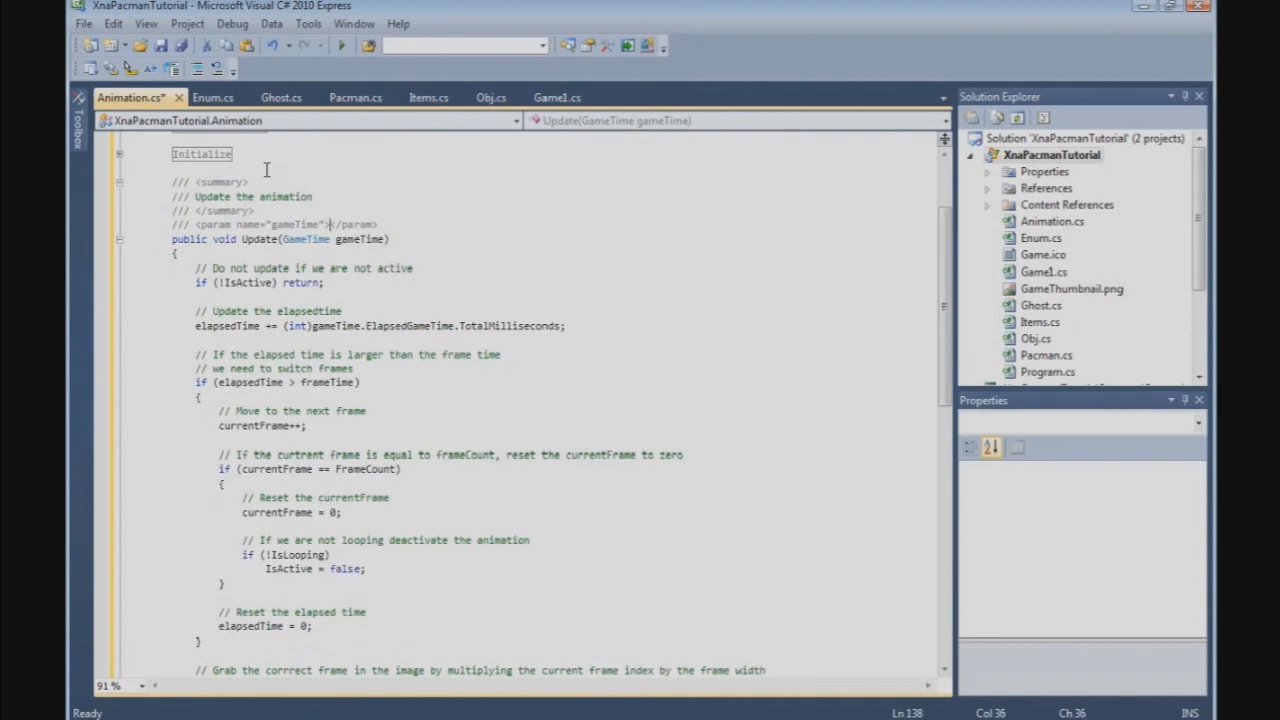 XnaPacmanTutorial - Microsoft Visual C# 2010 Express
File Edit View Project Debug Data Tools Window Help
Animation.cs* Enum.cs Ghost.cs Pacman.cs Items.cs Obj.cs Game1.cs
Toolbox
XnaPacmanTutorial.Animation Update(GameTime gameTime)
Initialize
/// <summary>
/// Update the animation
/// </summary>
/// <param name="gameTime"></param>
public void Update(GameTime gameTime)
{
// Do not update if we are not active
if (!IsActive) return;
// Update the elapsedtime
elapsedTime += (int)gameTime.ElapsedGameTime.TotalMilliseconds;
// If the elapsed time is larger than the frame time
// we need to switch frames
if (elapsedTime > frameTime)
{
// Move to the next frame
currentFrame++;
// If the curtrent frame is equal to frameCount, reset the currentFrame to zero
if (currentFrame == FrameCount)
{
// Reset the currentFrame
currentFrame = 0;
// If we are not looping deactivate the animation
if (!IsLooping)
IsActive = false;
}
// Reset the elapsed time
elapsedTime = 0;
}
// Grab the corrrect frame in the image by multiplying the current frame index by the frame width
91 %
Solution Explorer
Solution 'XnaPacmanTutorial' (2 projects)
XnaPacmanTutorial
Properties
References
Content References
Animation.cs
Enum.cs
Game.ico
Game1.cs
GameThumbnail.png
Ghost.cs
Items.cs
Obj.cs
Pacman.cs
Program.cs
Properties
Ready Ln 138 Col 36 Ch 36 INS